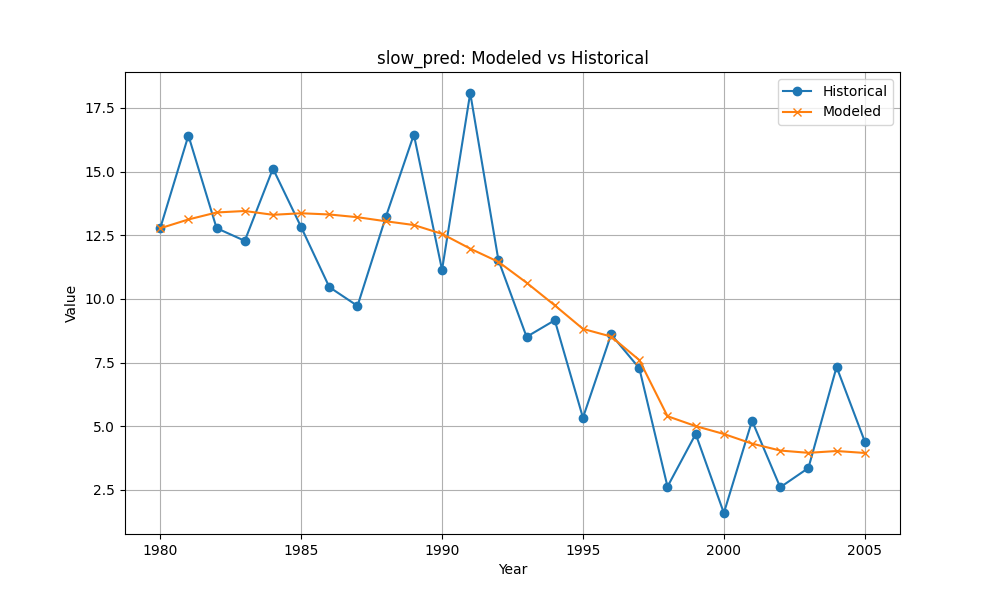 slow_pred: Modeled vs Historical
Historical
Modeled
17.5
15.0
12.5
10.0
7.5
5.0
2.5
Value
1980
1985
1990
1995
2000
2005
Year